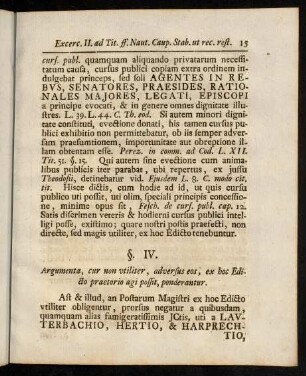 Exerc. II. ad Tit. ff. Naut. Caup. Stab. ut rec. rest. 15
curs. publ. quamquam aliquando privatarum necessi-
tatum causa, cursus publici copiam extra ordinem in-
dulgebat princeps, sed soli AGENTES IN RE-
BVS, SENATORES, PRAESIDES, RATIO-
NALES MAJORES, LEGATI, EPISCOPI
a principe evocati, & in genere omnes dignitate illu-
stres. L. 39. L. 44. C. Th. eod. Si autem minori digni-
tate constituti, evectione donati, his tamen cursus pu-
blici exhibitio non permittebatur, ob iis semper adver-
sam praesumtionem, importunitate aut obreptione il-
lam obtentam esse. Perez. in comm. ad Cod. L. XII.
Tit. 51. §. 15. Qui autem sine evectione cum anima-
libus publicis iter parabat, ubi repertus, ex jussu
Theodosii, detinebatur vid. Ejusdem L. 8. C. modo cit.
tit. Hisce dictis, cum hodie ad id, ut quis cursu
publico uti possit, uti olim, speciali principis concessio-
ne, minime opus sit, Fesch. de curs. publ. cap. 12.
Satis discrimen veteris & hodierni cursus publici intel-
ligi posse, existimo; quare nostri postis praefecti, non
directe, sed magis utiliter, ex hoc Edicto tenebuntur.
§. IV.
Argumenta, cur non vtiliter, adversus eos, ex hoc Edi-
cto praetorio agi possit, ponderantur.
Ast & illud, an Postarum Magistri ex hoc Edicto
vtiliter obligentur, prorsus negatur a quibusdam,
quamquam alias famigeratissimis JCtis, uti a LAV-
TERBACHIO, HERTIO, & HARPRECH-
TIO,